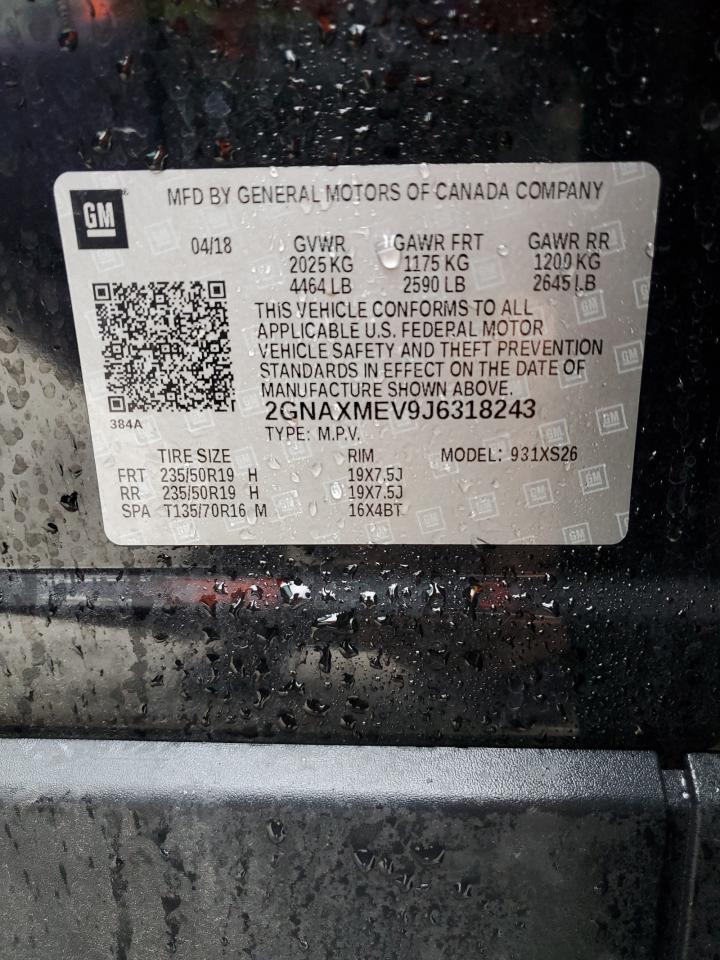 GM
MFD BY GENERAL MOTORS OF CANADA COMPANY
04/18 GVWR GAWR FRT GAWR RR
2025 KG 1175 KG 1200 KG
4464 LB 2590 LB 2645 LB
THIS VEHICLE CONFORMS TO ALL
APPLICABLE U.S. FEDERAL MOTOR
VEHICLE SAFETY AND THEFT PREVENTION
STANDARDS IN EFFECT ON THE DATE OF
MANUFACTURE SHOWN ABOVE.
384A
2GNAXMEV9J6318243
TYPE: M.P.V.
TIRE SIZE RIM MODEL: 931XS26
FRT 235/50R19 H 19X7.5J
RR 235/50R19 H 19X7.5J
SPA T135/70R16 M 16X4BT